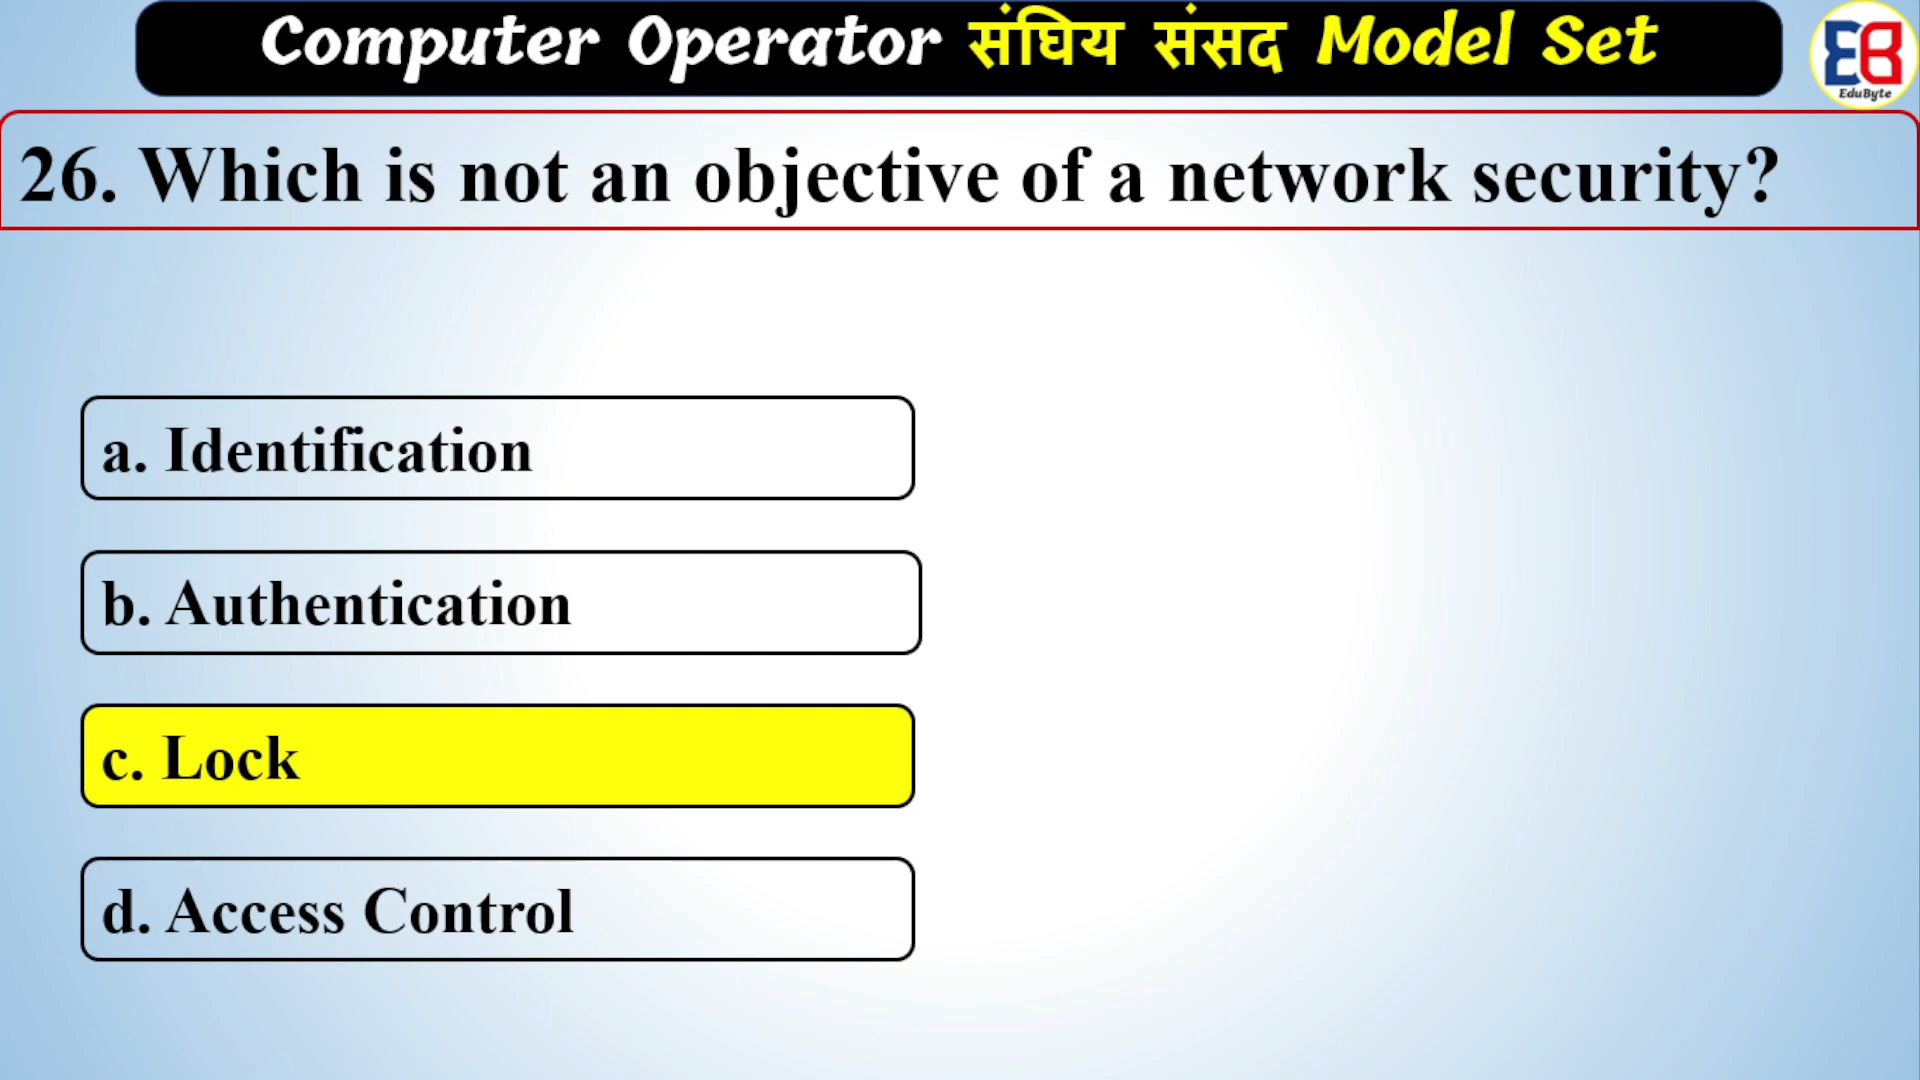 Computer Operator संघिय संसद Model Set
EB
EduByte
26. Which is not an objective of a network security?
a. Identification
b. Authentication
c. Lock
d. Access Control